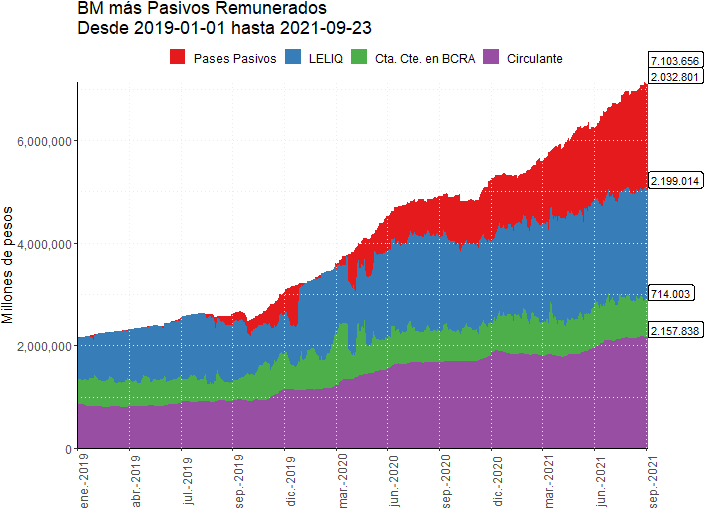 BM más Pasivos Remunerados
Desde 2019-01-01 hasta 2021-09-23
Pases Pasivos LELIQ Cta. Cte. en BCRA Circulante
7.103.656
2.032.801
6,000,000
2.199.014
4,000,000
Millones de pesos
714.003
2.157.838
2,000,000
0
ene.-2019 abr.-2019 jul.-2019 sep.-2019 dic.-2019 mar.-2020 jun.-2020 sep.-2020 dic.-2020 mar.-2021 jun.-2021 sep.-2021